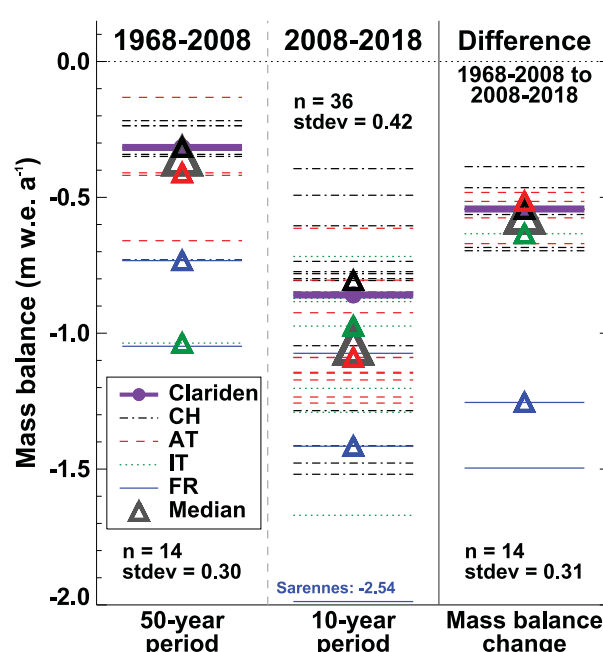 1968-2008
2008-2018
Difference
1968-2008 to
2008-2018
n = 36
stdev = 0.42
Mass balance (m w.e. a⁻¹)
0.0
-0.5
-1.0
-1.5
-2.0
Clariden
CH
AT
IT
FR
Median
n = 14
stdev = 0.30
Sarennes: -2.54
n = 14
stdev = 0.31
50-year
period
10-year
period
Mass balance
change